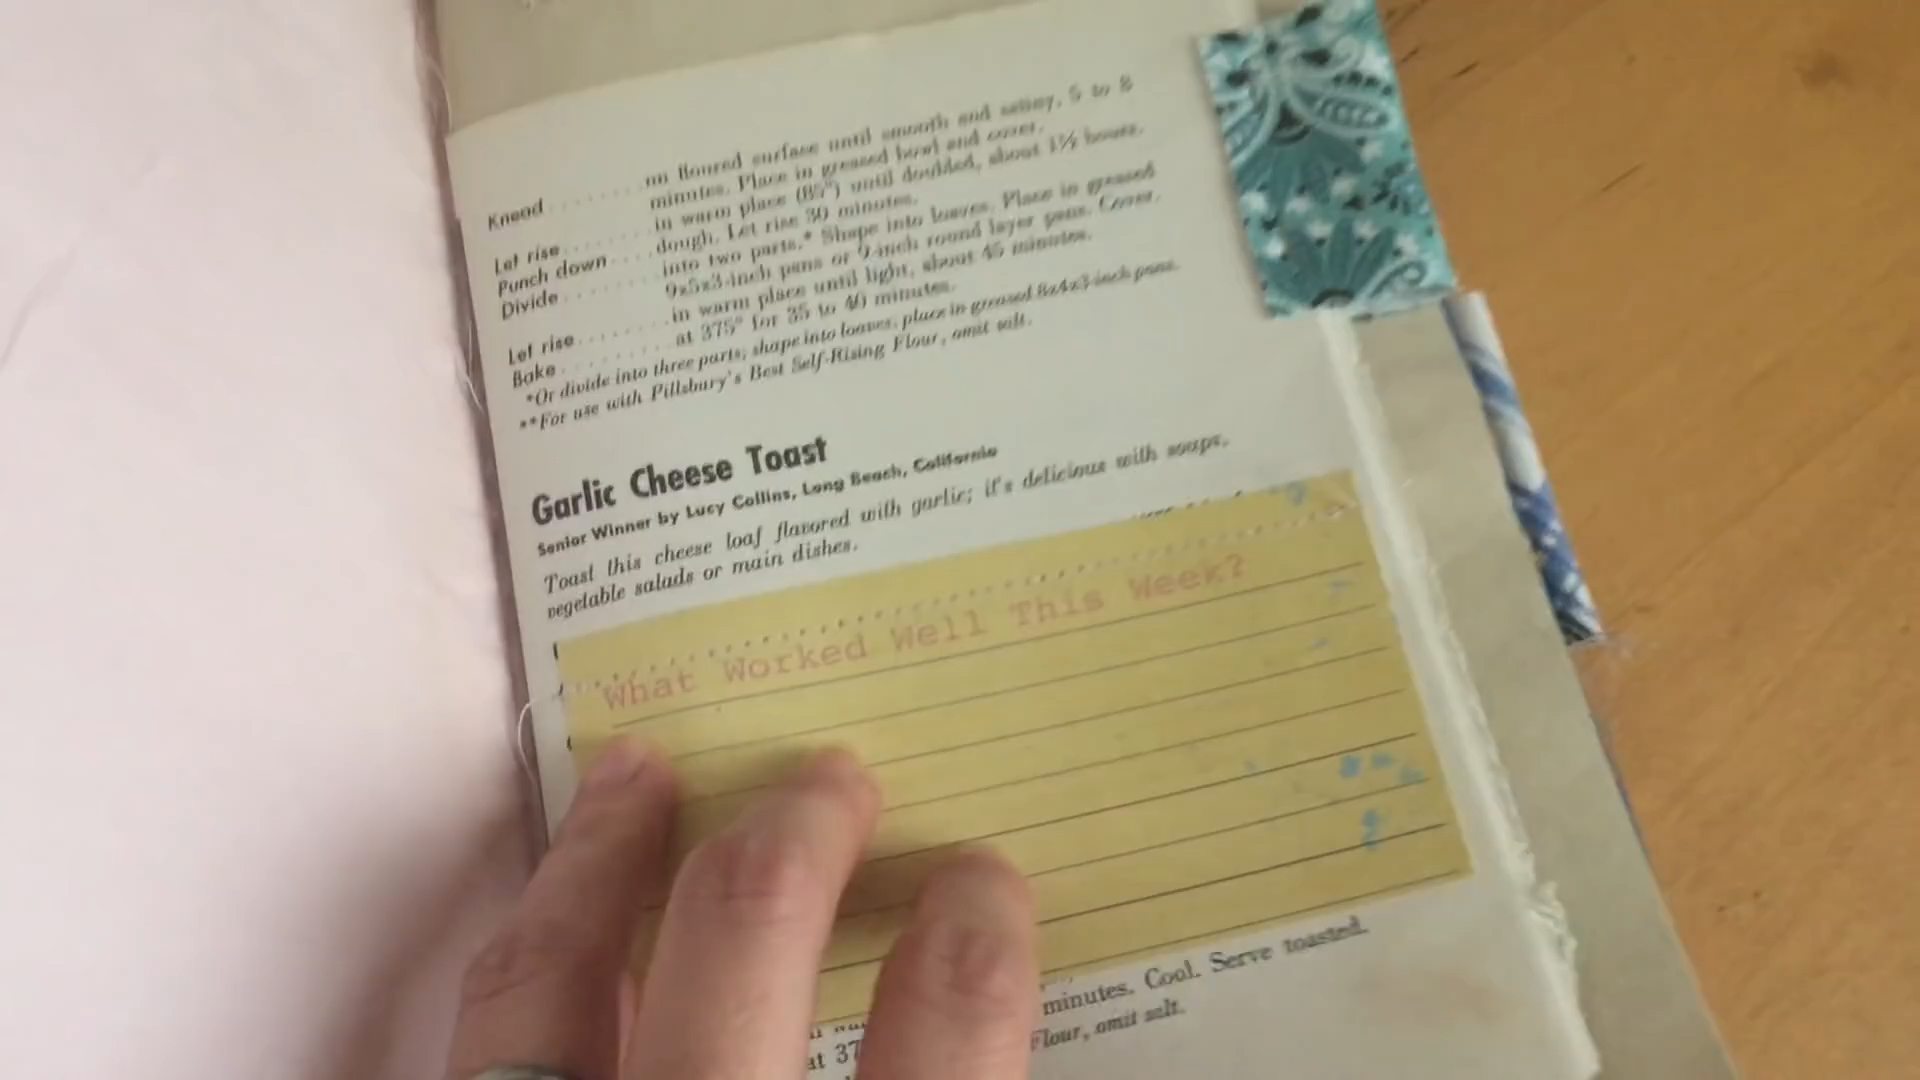 Knead . . . . . . . . on floured surface until smooth and satiny, 5 to 8
minutes. Place in greased bowl and cover.
Let rise . . . . . . . . in warm place (85°) until doubled, about 1½ hours.
Punch down . . . . dough. Let rise 30 minutes.
Divide . . . . . . . . into two parts.* Shape into loaves. Place in greased
9x5x3-inch pans or 9-inch round layer pans. Cover.
Let rise . . . . . . . . in warm place until light, about 45 minutes.
Bake . . . . . . . . . at 375° for 35 to 40 minutes.
*Or divide into three parts; shape into loaves, place in greased 8x4x3-inch pans.
**For use with Pillsbury's Best Self-Rising Flour, omit salt.
Garlic Cheese Toast
Senior Winner by Lucy Collins, Long Beach, California
Toast this cheese loaf flavored with garlic; it's delicious with soups,
vegetable salads or main dishes.
What Worked Well This Week?
minutes. Cool. Serve toasted.
at 37
Flour, omit salt.